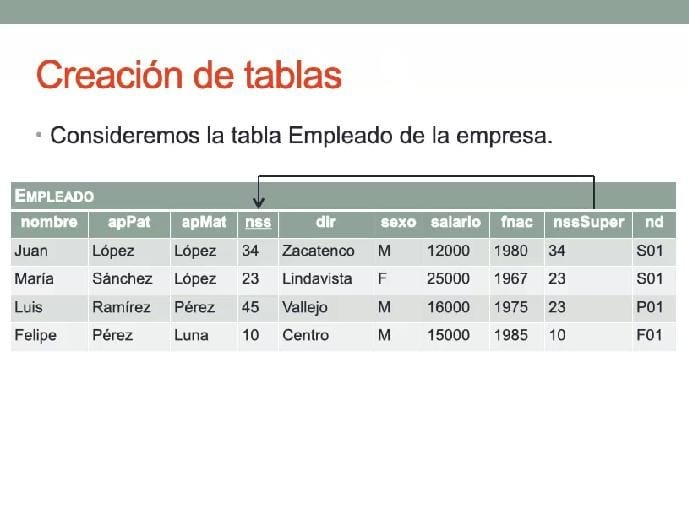 Creación de tablas
• Consideremos la tabla Empleado de la empresa.
EMPLEADO
nombre apPat apMat nss dir sexo salario fnac nssSuper nd
Juan López López 34 Zacatenco M 12000 1980 34 S01
María Sánchez López 23 Lindavista F 25000 1967 23 S01
Luis Ramírez Pérez 45 Vallejo M 16000 1975 23 P01
Felipe Pérez Luna 10 Centro M 15000 1985 10 F01